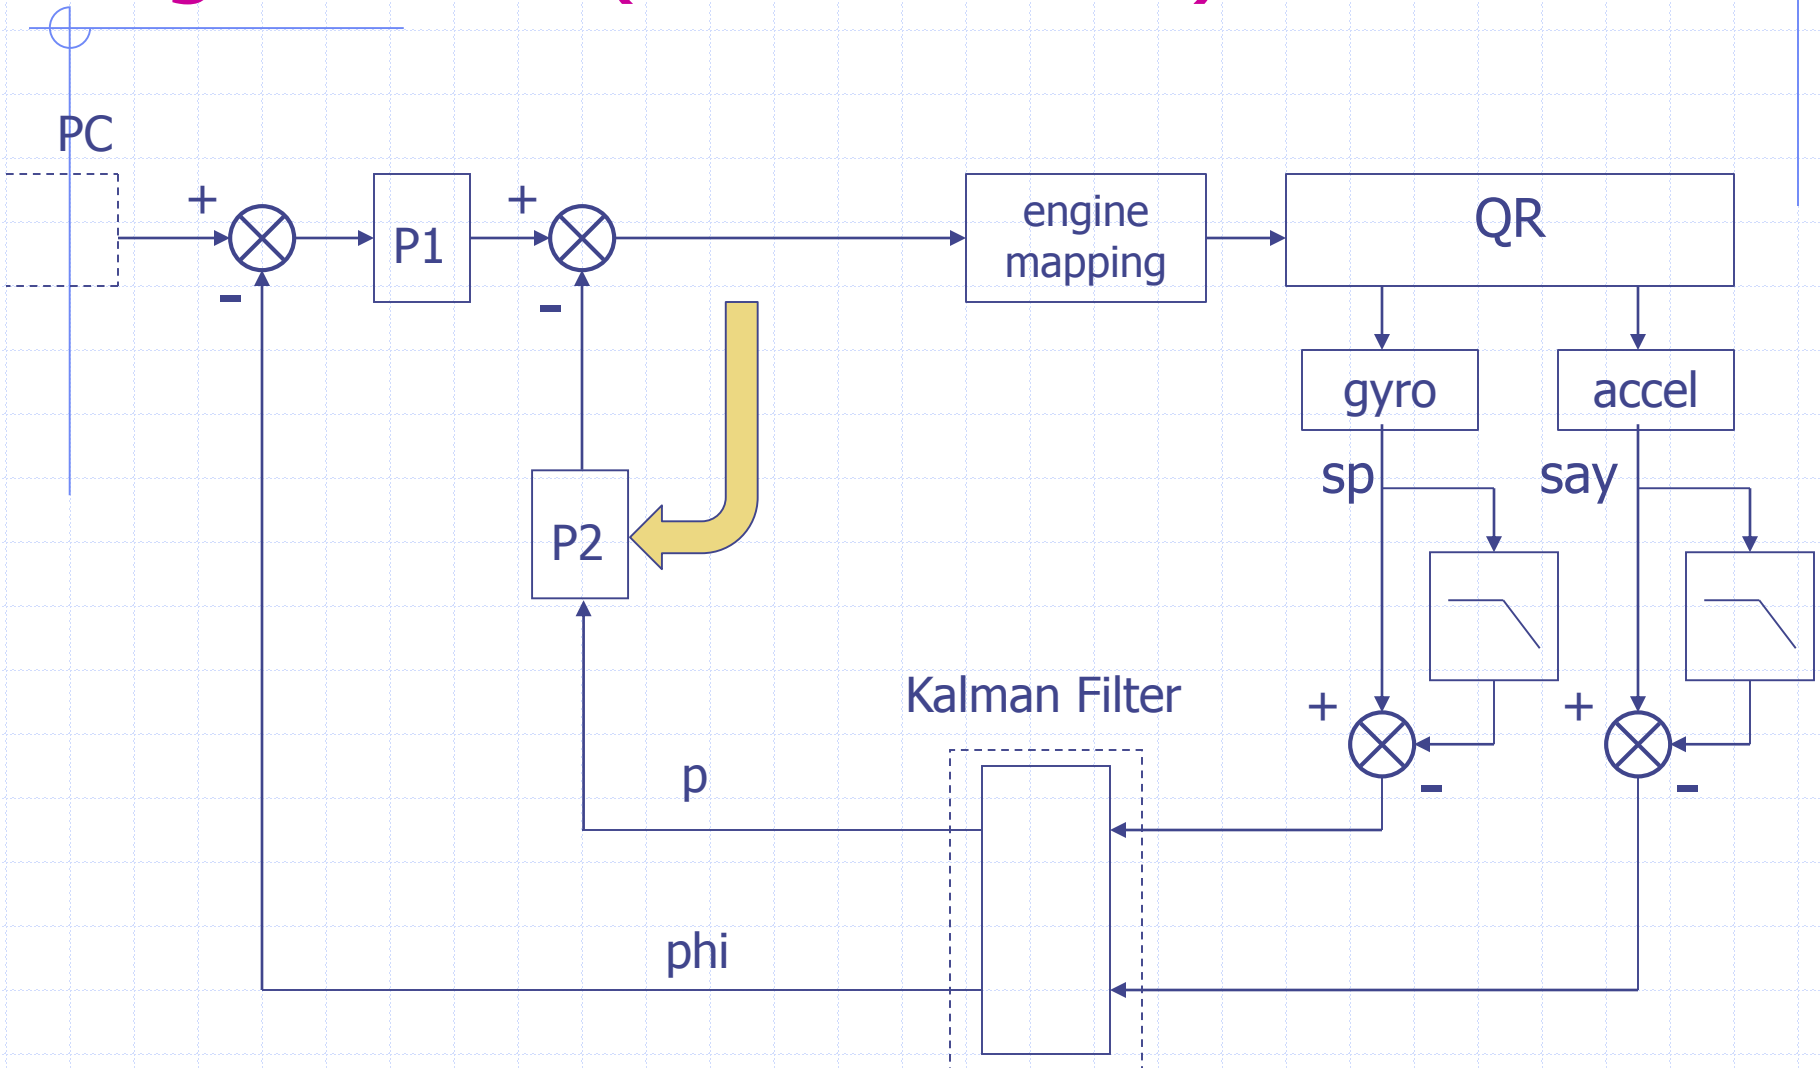 PC
+
+
P1
engine
mapping
QR
-
-
gyro
accel
sp
say
P2
Kalman Filter
+
+
p
-
-
phi